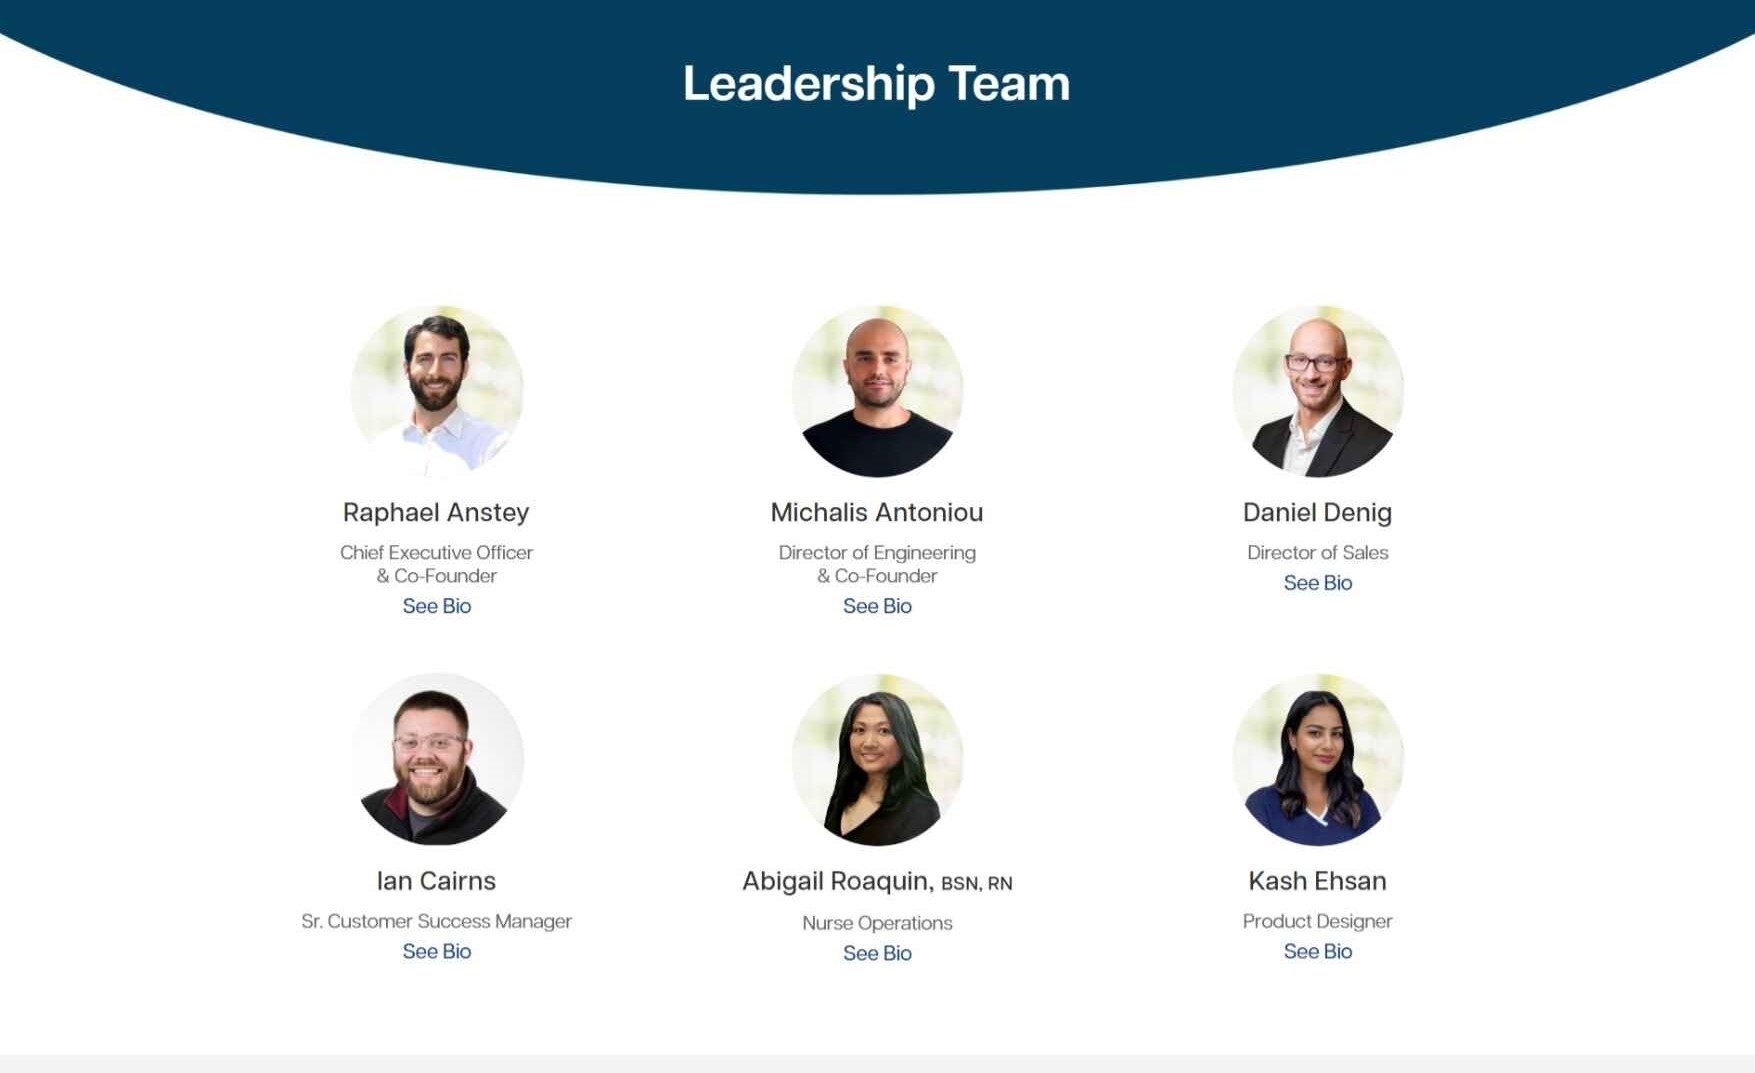 Leadership Team
Raphael Anstey
Chief Executive Officer
& Co-Founder
See Bio
Michalis Antoniou
Director of Engineering
& Co-Founder
See Bio
Daniel Denig
Director of Sales
See Bio
Ian Cairns
Sr. Customer Success Manager
See Bio
Abigail Roaquin, BSN, RN
Nurse Operations
See Bio
Kash Ehsan
Product Designer
See Bio